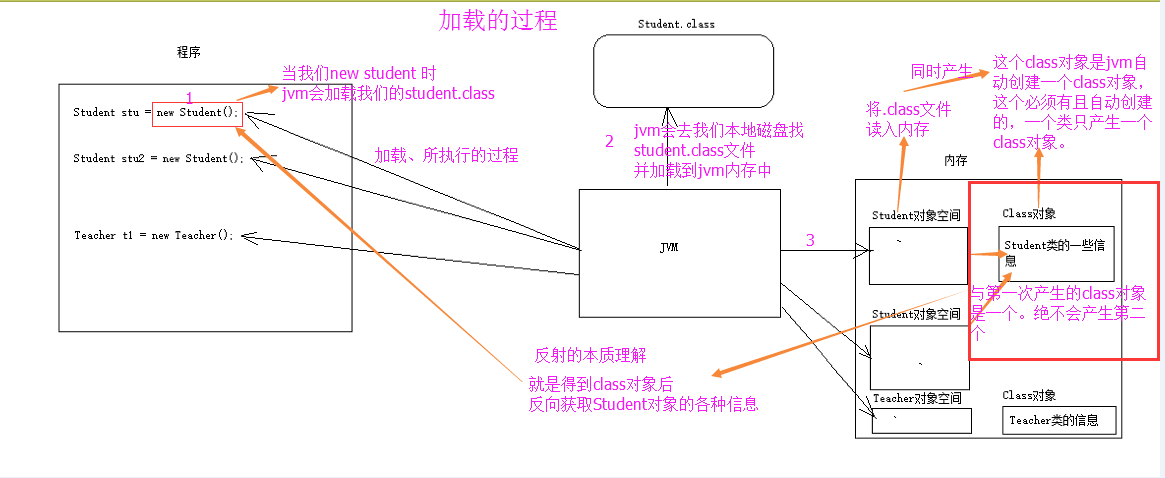 加载的过程
Student.class
程序
当我们new student 时
jvm会加载我们的student.class
1
Student stu = new Student();
Student stu2 = new Student();
Teacher t1 = new Teacher();
加载、所执行的过程
2
jvm会去我们本地磁盘找
student.class文件
并加载到jvm内存中
JVM
3
同时产生
这个class对象是jvm自
动创建一个class对象,
这个必须有且自动创建
的，一个类只产生一个
class对象。
将.class文件
读入内存
内存
Student对象空间
Class对象
Student类的一些信
息
与第一次产生的class对象
是一个。绝不会产生第二
个
Student对象空间
Teacher对象空间
Class对象
Teacher类的信息
反射的本质理解
就是得到class对象后
反向获取Student对象的各种信息